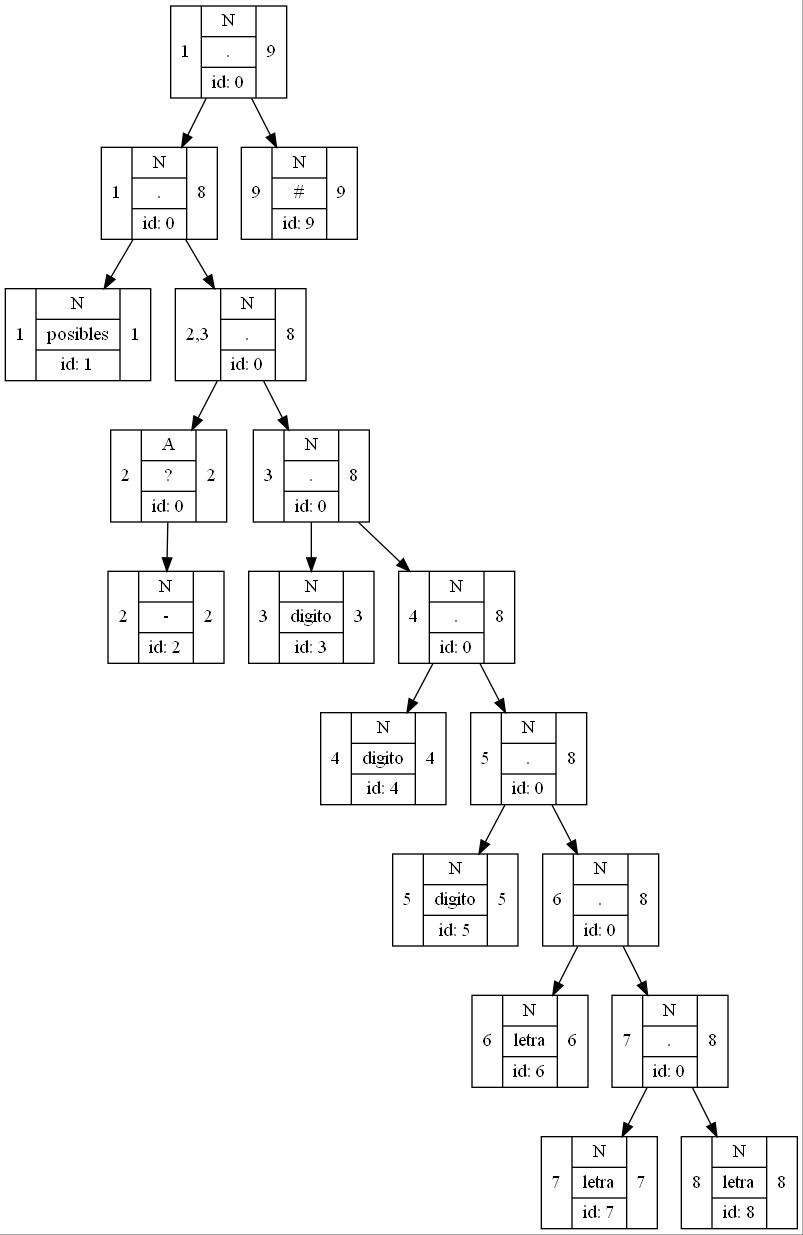 N
1 . 9
id: 0
N
1 . 8
id: 0
N
9 # 9
id: 9
N
1 posibles 1
id: 1
N
2,3 . 8
id: 0
A
2 ? 2
id: 0
N
3 . 8
id: 0
N
2 - 2
id: 2
N
3 digito 3
id: 3
N
4 . 8
id: 0
N
4 digito 4
id: 4
N
5 . 8
id: 0
N
5 digito 5
id: 5
N
6 . 8
id: 0
N
6 letra 6
id: 6
N
7 . 8
id: 0
N
7 letra 7
id: 7
N
8 letra 8
id: 8